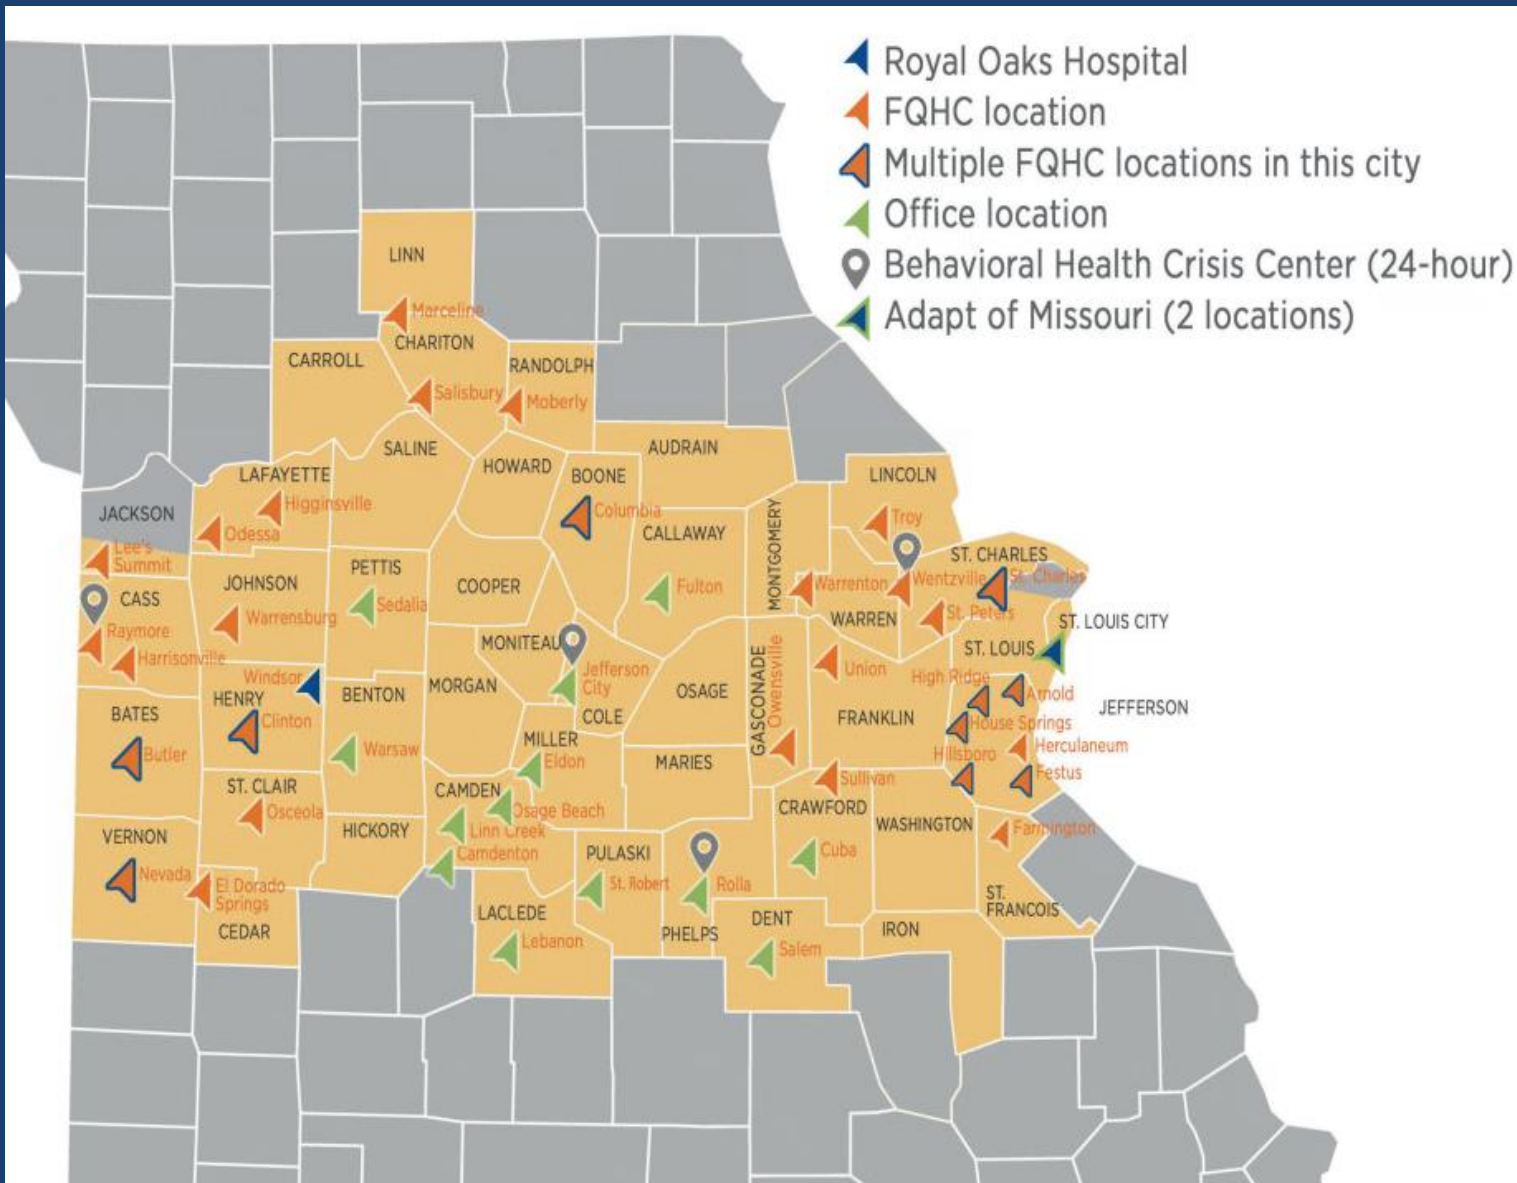 Royal Oaks Hospital
FQHC location
Multiple FQHC locations in this city
Office location
Behavioral Health Crisis Center (24-hour)
Adapt of Missouri (2 locations)
LINN
Marceline
CHARITON
CARROLL
RANDOLPH
Salisbury
Moberly
SALINE
AUDRAIN
HOWARD
LAFAYETTE
BOONE
LINCOLN
Higginsville
Columbia
JACKSON
Troy
Odessa
CALLAWAY
MONTGOMERY
Lee's
Summit
ST. CHARLES
PETTIS
JOHNSON
COOPER
Fulton
Warrenton
Wentzville
St. Charles
CASS
Sedalia
Warrensburg
WARREN
St. Peters
ST. LOUIS CITY
Raymore
MONITEAU
ST. LOUIS
Harrisonville
Jefferson
City
Union
High Ridge
Windsor
MORGAN
OSAGE
GASCONADE
Owensville
Arnold
HENRY
BENTON
JEFFERSON
BATES
COLE
FRANKLIN
House Springs
Clinton
MILLER
Herculaneum
Butler
Warsaw
Eldon
MARIES
Hillsboro
Festus
ST. CLAIR
CAMDEN
Sullivan
Osceola
Osage Beach
CRAWFORD
HICKORY
Linn Creek
WASHINGTON
Farmington
VERNON
Camdenton
PULASKI
Cuba
Nevada
El Dorado
Springs
St. Robert
Rolla
ST.
FRANCOIS
LACLEDE
DENT
CEDAR
PHELPS
IRON
Lebanon
Salem